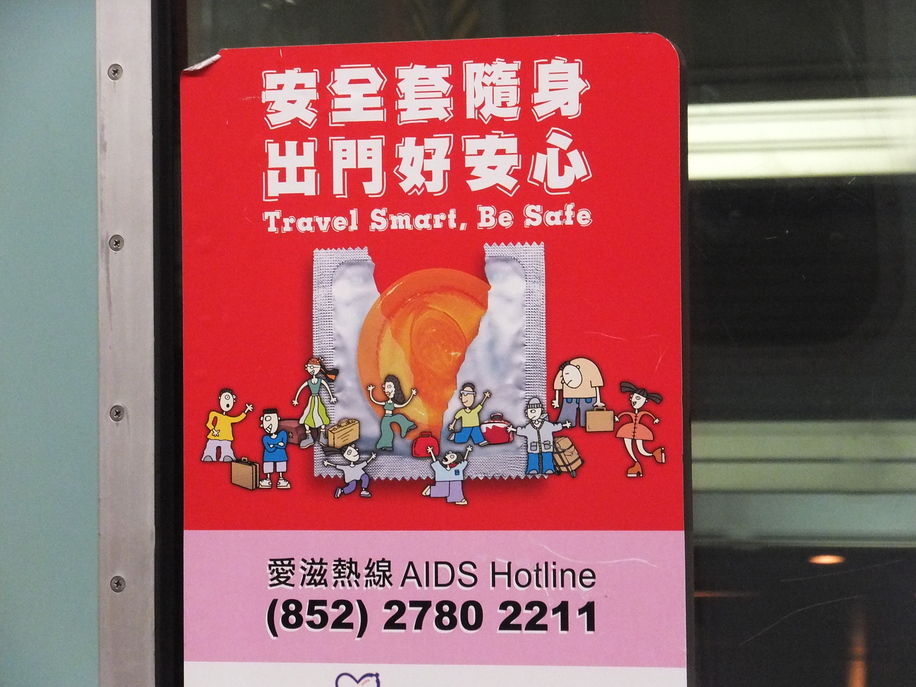 安全套隨身
出門好安心
Travel Smart, Be Safe
愛滋熱線 AIDS Hotline
(852) 2780 2211